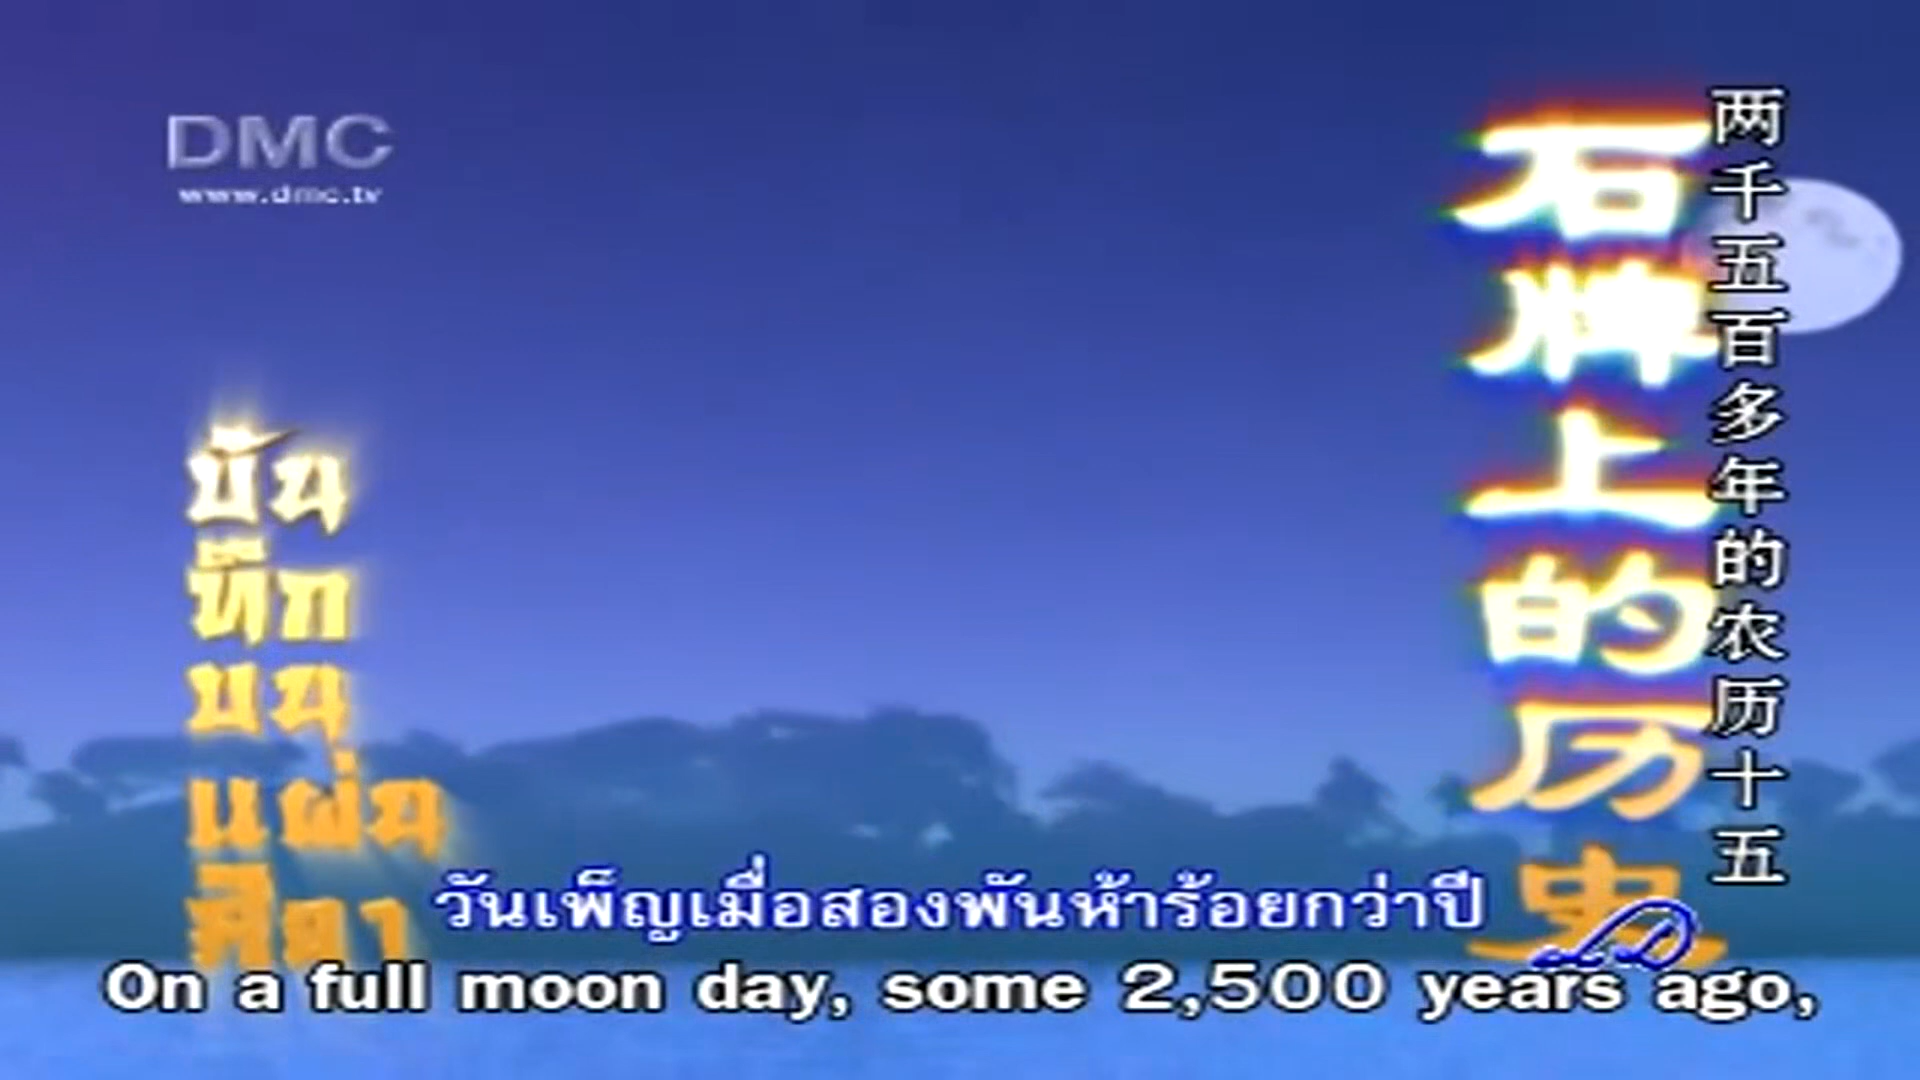 DMC
www.dmc.tv
บัน
ทึก
บน
แผ่น
ศิลา
วันเพ็ญเมื่อสองพันห้าร้อยกว่าปี
On a full moon day, some 2,500 years ago,
石牌上的历史
两千五百多年的农历十五